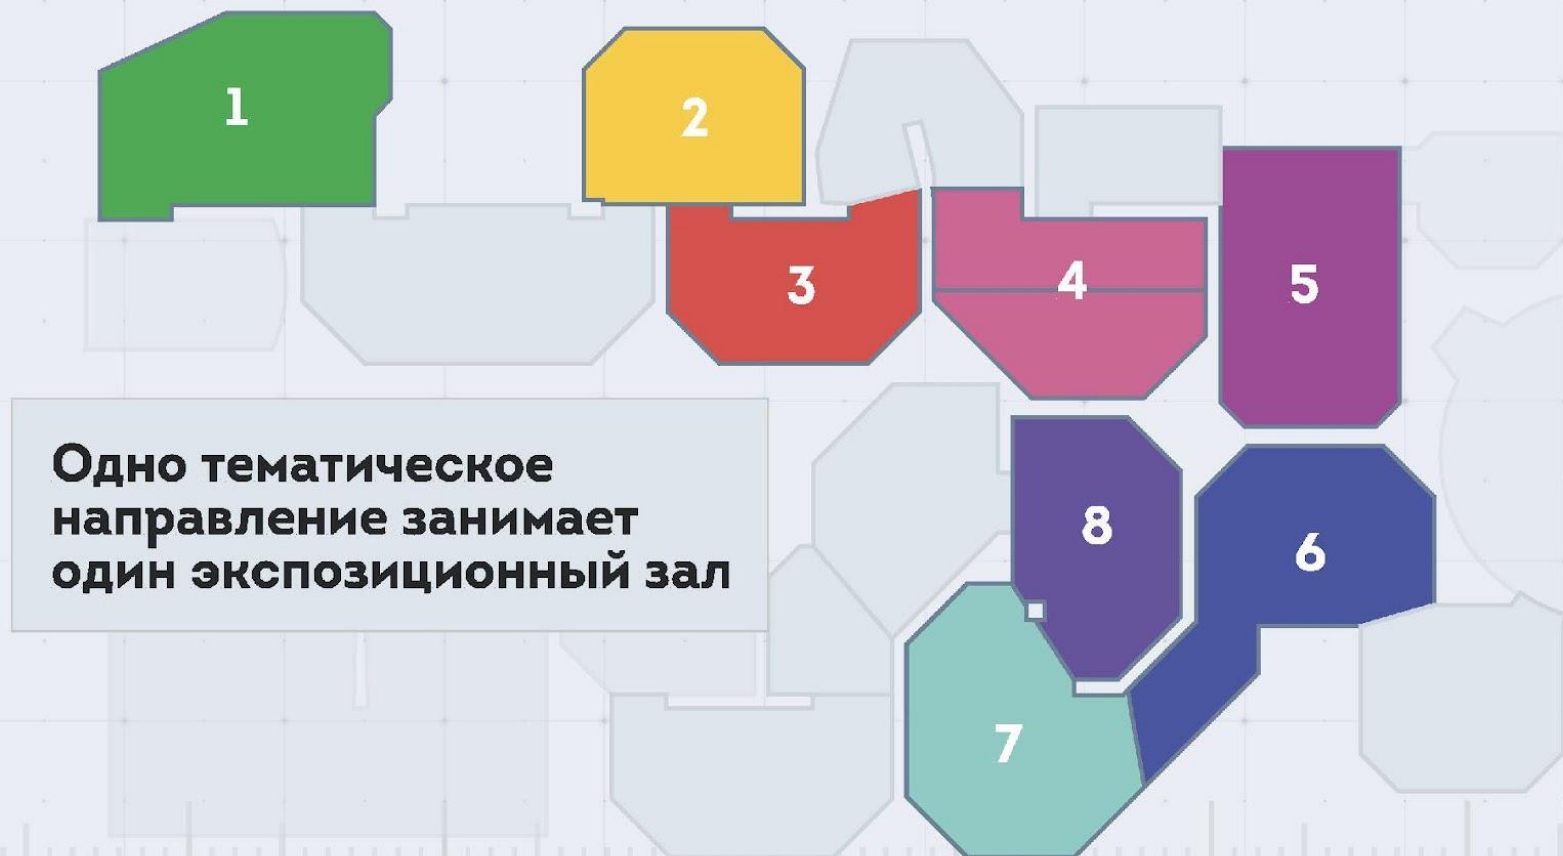 1
2
3
4
5
Одно тематическое
направление занимает
один экспозиционный зал
8
6
7